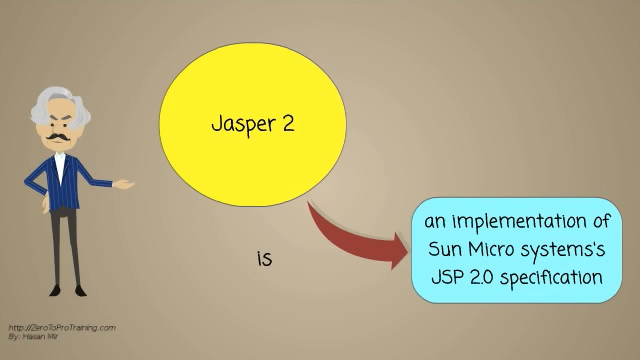 Jasper 2
is
an implementation of
Sun Micro systems's
JSP 2.0 specification
http://ZeroToProTraining.com
By: Hasan Mir